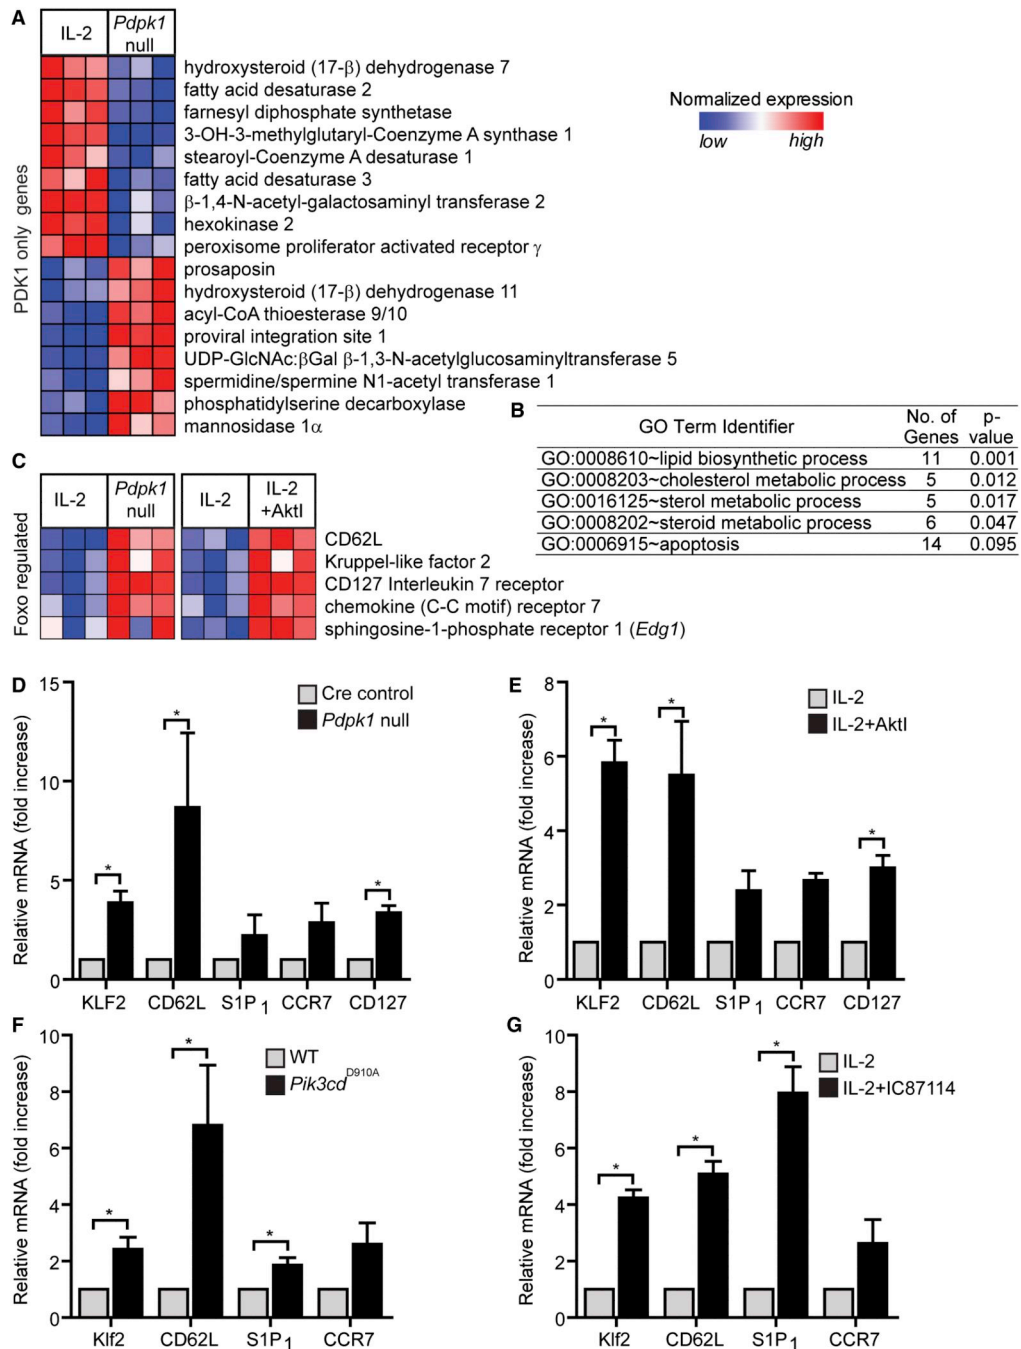 A
IL-2
Pdpk1
null
PDK1 only genes
hydroxysteroid (17-β) dehydrogenase 7
fatty acid desaturase 2
farnesyl diphosphate synthetase
3-OH-3-methylglutaryl-Coenzyme A synthase 1
stearoyl-Coenzyme A desaturase 1
fatty acid desaturase 3
β-1,4-N-acetyl-galactosaminyl transferase 2
hexokinase 2
peroxisome proliferator activated receptor γ
prosaposin
hydroxysteroid (17-β) dehydrogenase 11
acyl-CoA thioesterase 9/10
proviral integration site 1
UDP-GlcNAc:βGal β-1,3-N-acetylglucosaminyltransferase 5
spermidine/spermine N1-acetyl transferase 1
phosphatidylserine decarboxylase
mannosidase 1α
Normalized expression
low high
B
GO Term Identifier No. of Genes p-value
GO:0008610~lipid biosynthetic process 11 0.001
GO:0008203~cholesterol metabolic process 5 0.012
GO:0016125~sterol metabolic process 5 0.017
GO:0008202~steroid metabolic process 6 0.047
GO:0006915~apoptosis 14 0.095
C
IL-2
Pdpk1
null
IL-2
IL-2
+AktI
Foxo regulated
CD62L
Kruppel-like factor 2
CD127 Interleukin 7 receptor
chemokine (C-C motif) receptor 7
sphingosine-1-phosphate receptor 1 (Edg1)
D
Relative mRNA (fold increase)
15
10
5
0
Cre control
Pdpk1 null
*
*
*
KLF2 CD62L S1P1 CCR7 CD127
E
Relative mRNA (fold increase)
8
6
4
2
0
IL-2
IL-2+AktI
*
*
*
KLF2 CD62L S1P1 CCR7 CD127
F
Relative mRNA (fold increase)
10
8
6
4
2
0
WT
Pik3cdD910A
*
*
*
Klf2 CD62L S1P1 CCR7
G
Relative mRNA (fold increase)
10
8
6
4
2
0
IL-2
IL-2+IC87114
*
*
*
Klf2 CD62L S1P1 CCR7